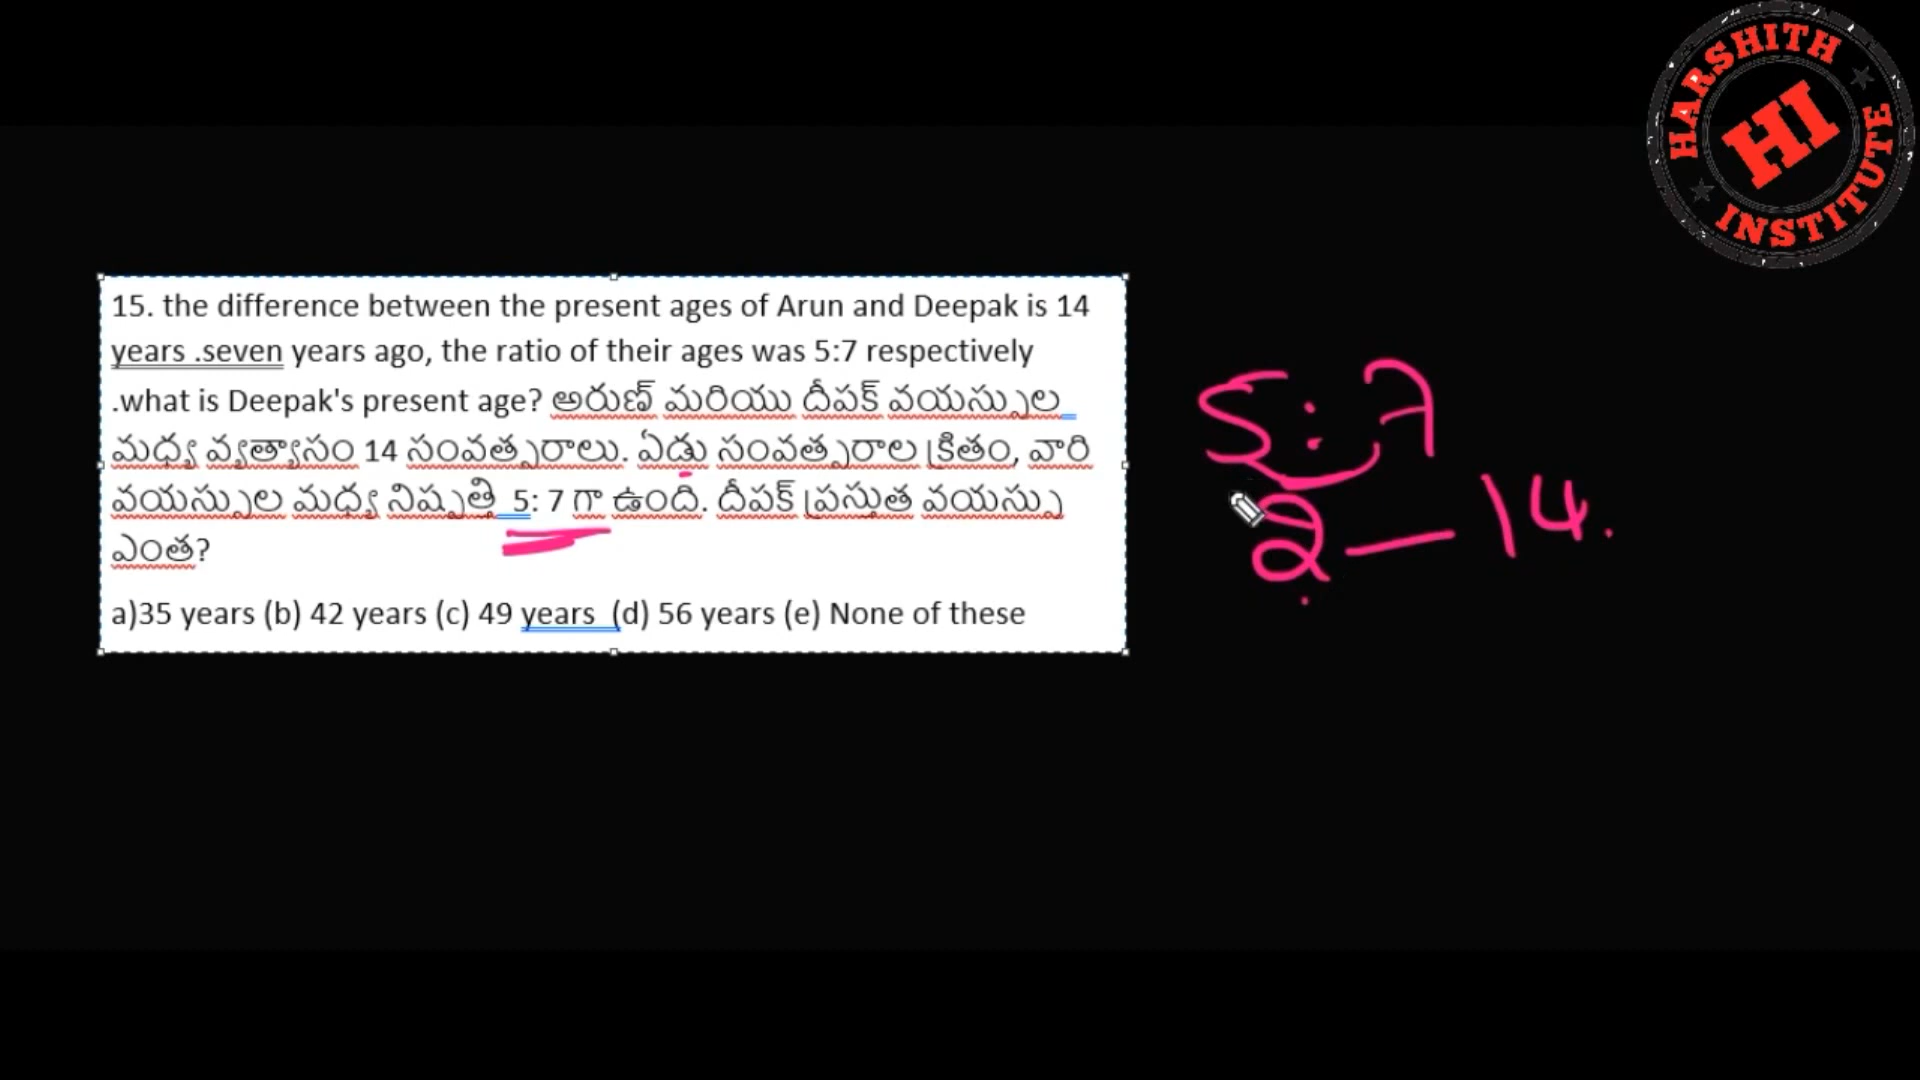 HARSHITH
HI
INSTITUTE
15. the difference between the present ages of Arun and Deepak is 14
years .seven years ago, the ratio of their ages was 5:7 respectively
.what is Deepak's present age? అరుణ్ మరియు దీపక్ వయస్సుల
మధ్య వ్యత్యాసం 14 సంవత్సరాలు. ఏడు సంవత్సరాల క్రితం, వారి
వయస్సుల మధ్య నిష్పత్తి 5: 7 గా ఉంది. దీపక్ ప్రస్తుత వయస్సు
ఎంత?
a)35 years (b) 42 years (c) 49 years (d) 56 years (e) None of these
5:7
2 — 14.